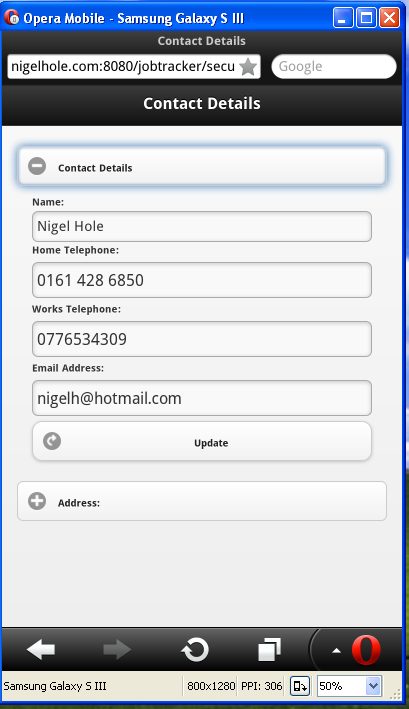 Opera Mobile - Samsung Galaxy S III
Contact Details
nigelhole.com:8080/jobtracker/secu
Google
Contact Details
Contact Details
Name:
Nigel Hole
Home Telephone:
0161 428 6850
Works Telephone:
0776534309
Email Address:
nigelh@hotmail.com
Update
Address:
Samsung Galaxy S III 800x1280 PPI: 306 50%